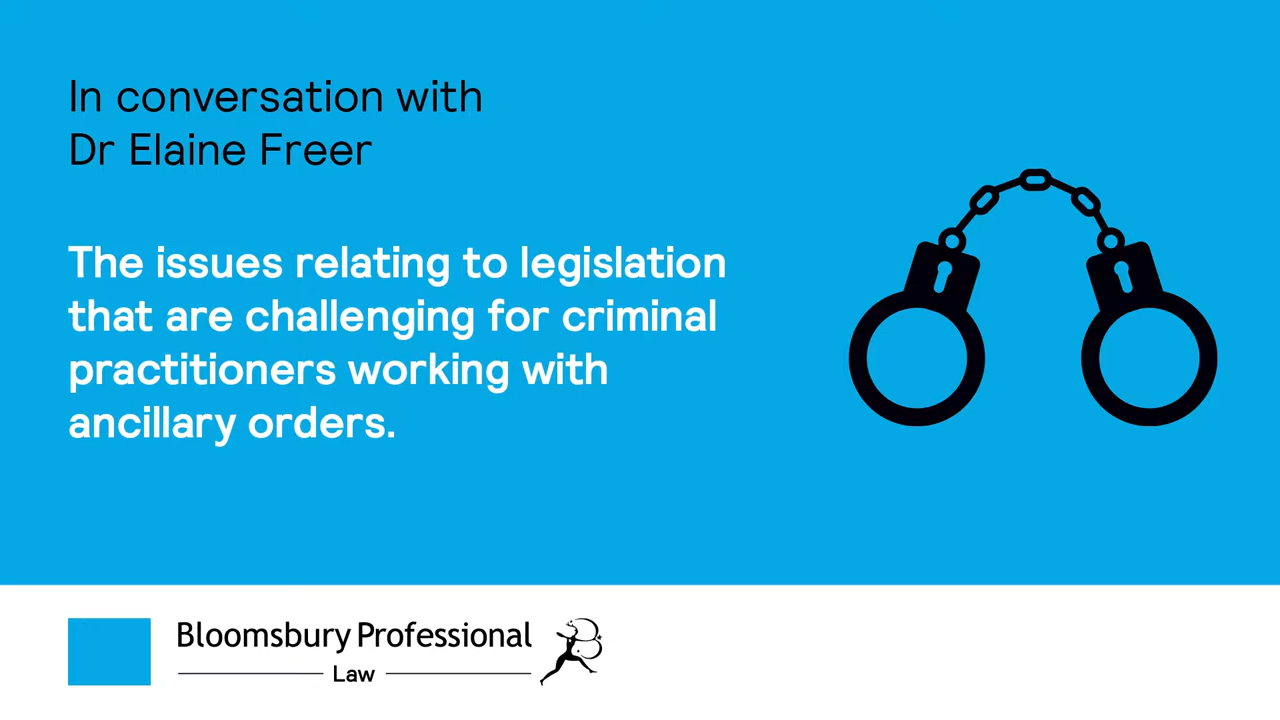 In conversation with
Dr Elaine Freer
The issues relating to legislation
that are challenging for criminal
practitioners working with
ancillary orders.
Bloomsbury Professional
Law